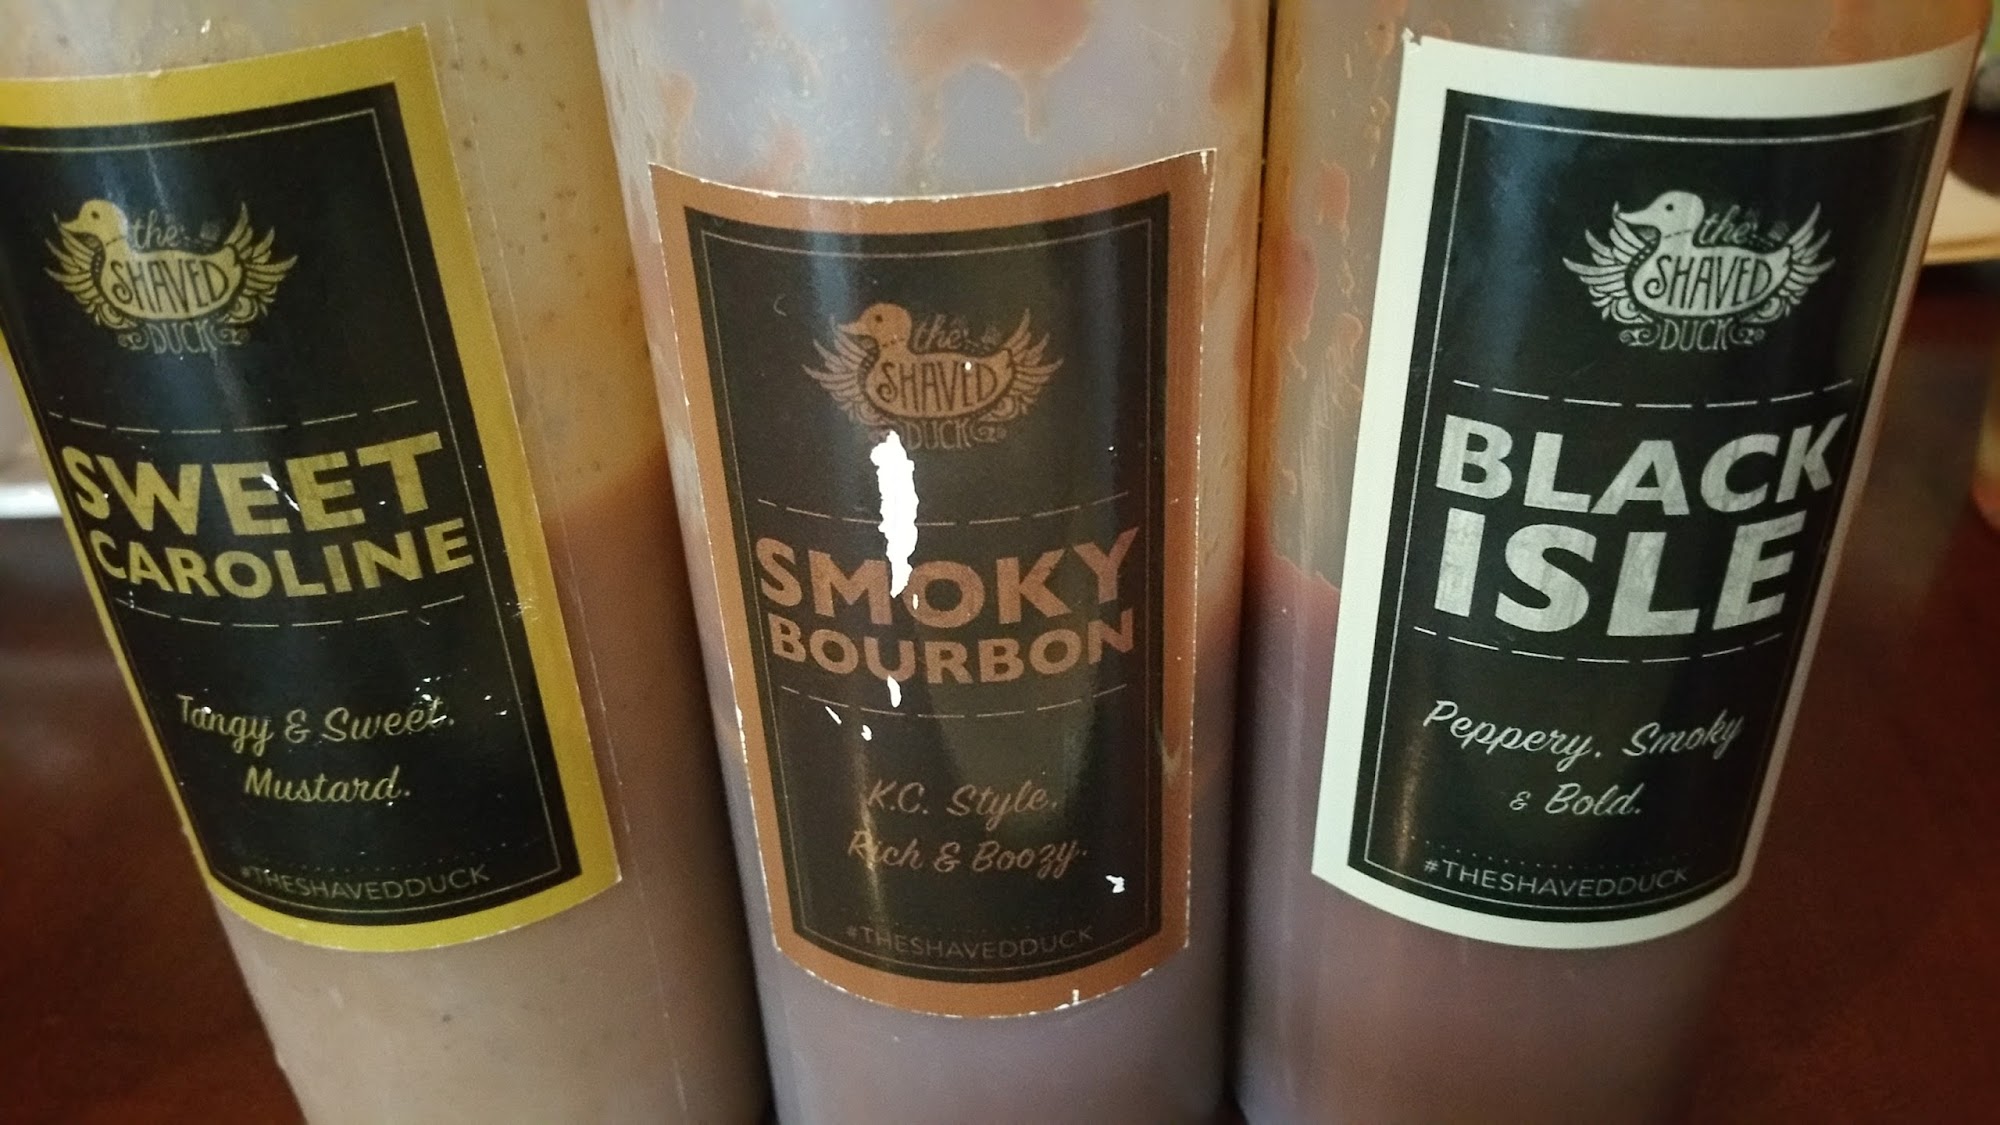 the
SHAVED
DUCK
SWEET
CAROLINE
Tangy & Sweet.
Mustard.
#THESHAVEDDUCK
the
SHAVED
DUCK
SMOKY
BOURBON
K.C. Style.
Rich & Boozy.
#THESHAVEDDUCK
the
SHAVED
DUCK
BLACK
ISLE
Peppery, Smoky
& Bold.
#THESHAVEDDUCK